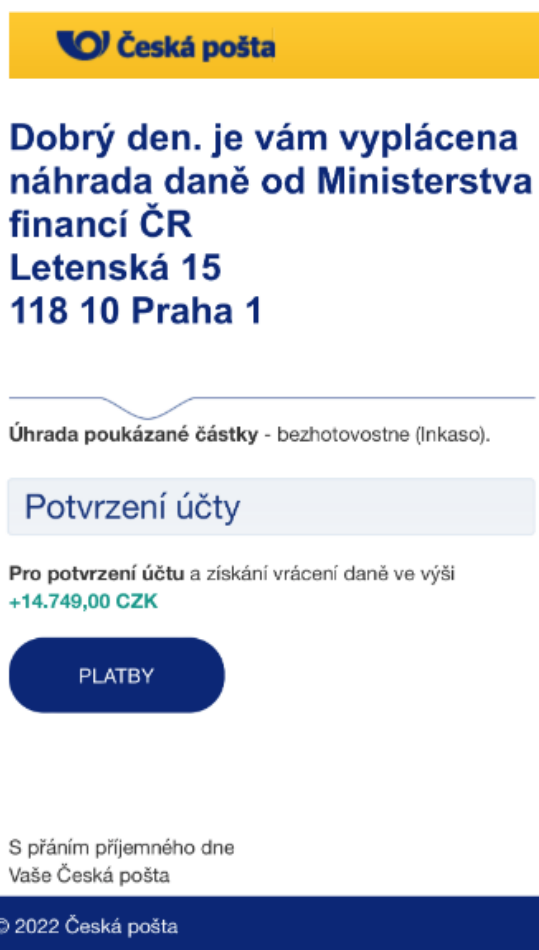 Česká pošta
Dobrý den. je vám vyplácena
náhrada daně od Ministerstva
financí ČR
Letenská 15
118 10 Praha 1
Úhrada poukázané částky - bezhotovostne (Inkaso).
Potvrzení účty
Pro potvrzení účtu a získání vrácení daně ve výši
+14.749,00 CZK
PLATBY
S přáním příjemného dne
Vaše Česká pošta
© 2022 Česká pošta